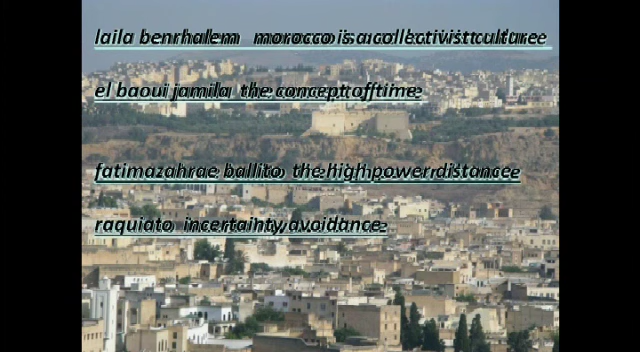 laila benrhalem morocco is a collectivist culture
el baoui jamila the concept of time
fatimazahrae ballito the high power distance
raquiato incertainty avoidance